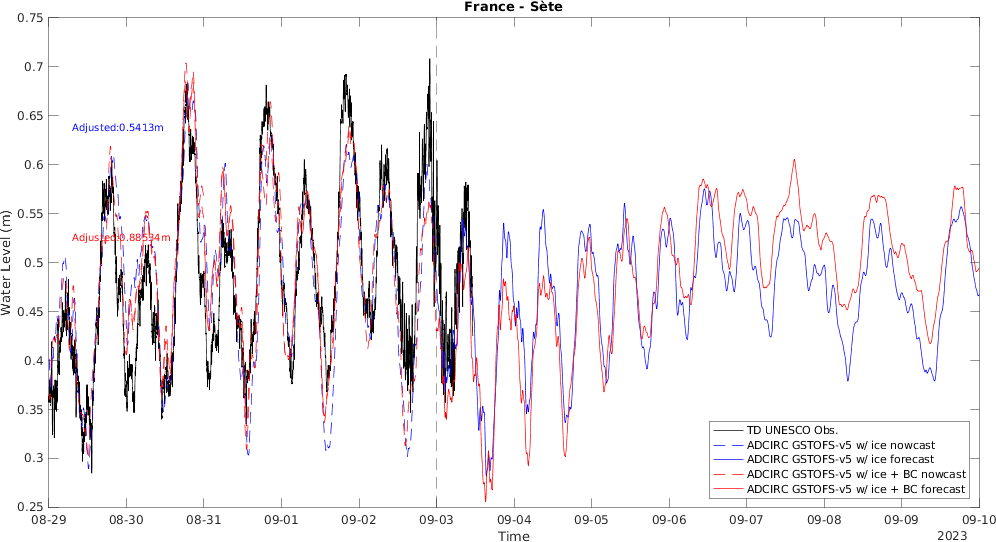 France - Sète
0.75
0.7
0.65
0.6
0.55
0.5
0.45
0.4
0.35
0.3
0.25
Water Level (m)
Adjusted:0.5413m
Adjusted:0.88534m
TD UNESCO Obs.
ADCIRC GSTOFS-v5 w/ ice nowcast
ADCIRC GSTOFS-v5 w/ ice forecast
ADCIRC GSTOFS-v5 w/ ice + BC nowcast
ADCIRC GSTOFS-v5 w/ ice + BC forecast
08-29 08-30 08-31 09-01 09-02 09-03 09-04 09-05 09-06 09-07 09-08 09-09 09-10
Time
2023